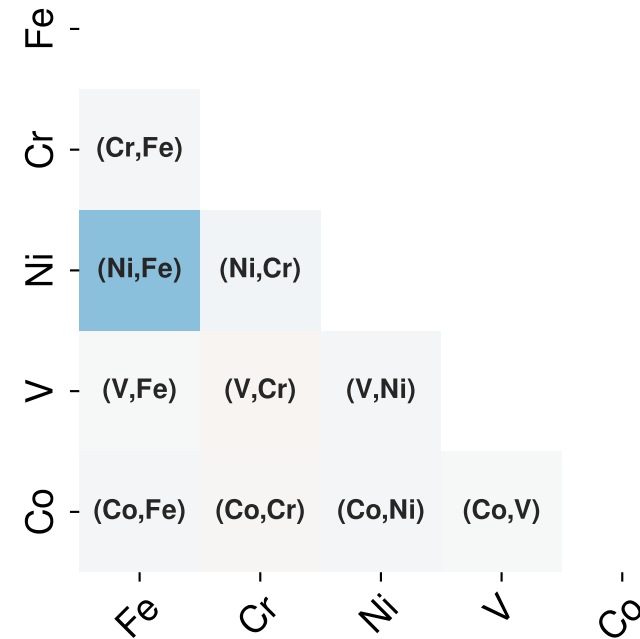 Fe
Cr
(Cr,Fe)
Ni
(Ni,Fe) (Ni,Cr)
V
(V,Fe) (V,Cr) (V,Ni)
Co
(Co,Fe) (Co,Cr) (Co,Ni) (Co,V)
Fe Cr Ni V Co